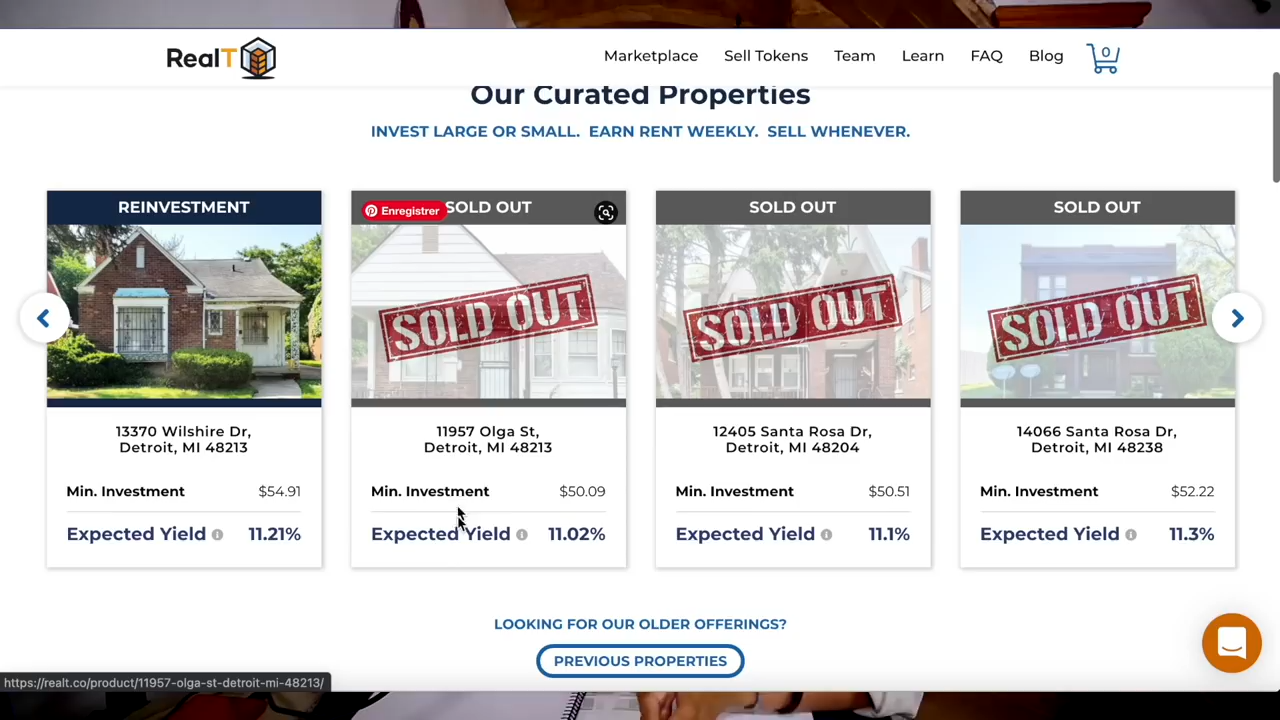 RealT
Marketplace
Sell Tokens
Team
Learn
FAQ
Blog
0
Our Curated Properties
INVEST LARGE OR SMALL. EARN RENT WEEKLY. SELL WHENEVER.
REINVESTMENT
13370 Wilshire Dr,
Detroit, MI 48213
Min. Investment $54.91
Expected Yield 11.21%
Enregistrer
SOLD OUT
SOLD OUT
11957 Olga St,
Detroit, MI 48213
Min. Investment $50.09
Expected Yield 11.02%
SOLD OUT
SOLD OUT
12405 Santa Rosa Dr,
Detroit, MI 48204
Min. Investment $50.51
Expected Yield 11.1%
SOLD OUT
SOLD OUT
14066 Santa Rosa Dr,
Detroit, MI 48238
Min. Investment $52.22
Expected Yield 11.3%
LOOKING FOR OUR OLDER OFFERINGS?
PREVIOUS PROPERTIES
https://realt.co/product/11957-olga-st-detroit-mi-48213/